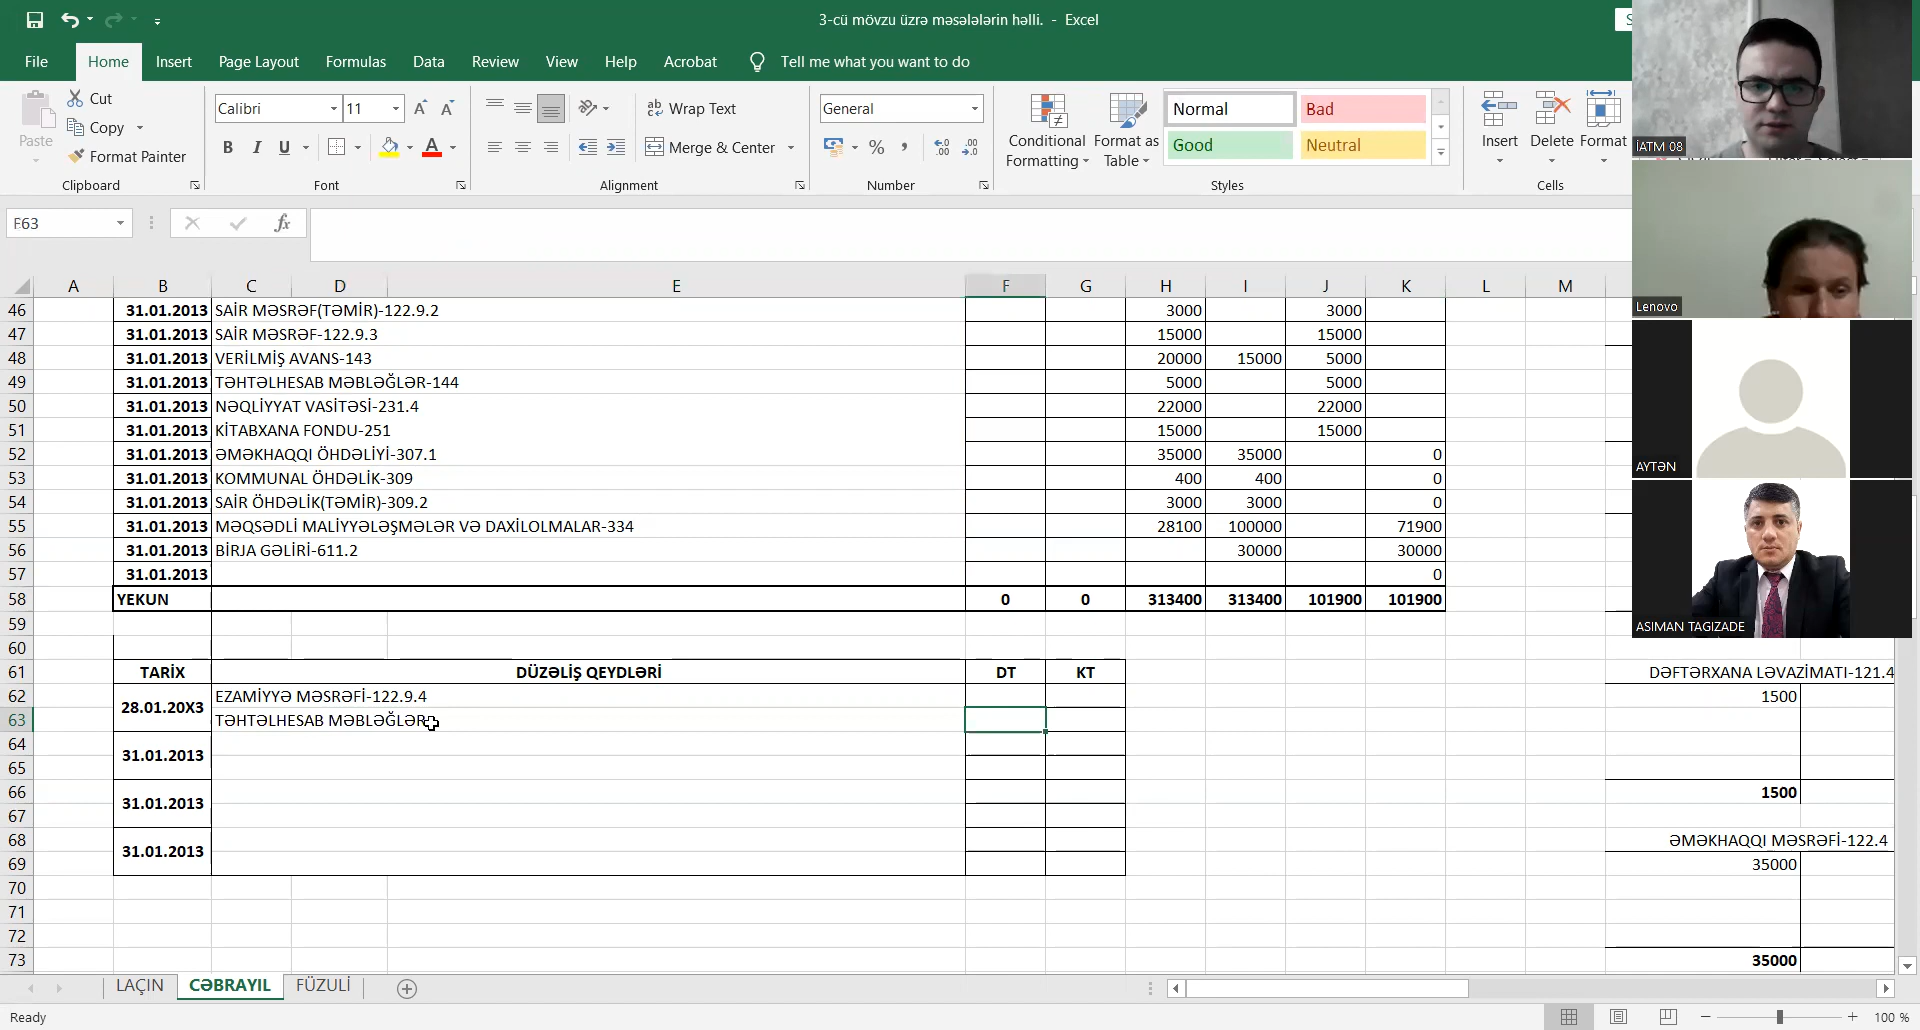 3-cü mövzu üzrə məsələlərin həlli. - Excel
File Home Insert Page Layout Formulas Data Review View Help Acrobat Tell me what you want to do
Paste
Cut
Copy
Format Painter
Clipboard
Calibri 11
B I U
Font
Wrap Text
Merge & Center
Alignment
General
Number
Conditional Formatting
Format as Table
Normal Bad
Good Neutral
Styles
Insert Delete Format
Cells
İATM 08
Lenovo
AYTƏN
ASIMAN TAGIZADE
F63
fx
A B C D E F G H I J K L M
46 31.01.2013 SAİR MƏSRƏF(TƏMİR)-122.9.2 3000 3000
47 31.01.2013 SAİR MƏSRƏF-122.9.3 15000 15000
48 31.01.2013 VERİLMİŞ AVANS-143 20000 15000 5000
49 31.01.2013 TƏHTƏLHESAB MƏBLƏĞLƏR-144 5000 5000
50 31.01.2013 NƏQLİYYAT VASİTƏSİ-231.4 22000 22000
51 31.01.2013 KİTABXANA FONDU-251 15000 15000
52 31.01.2013 ƏMƏKHAQQI ÖHDƏLİYİ-307.1 35000 35000 0
53 31.01.2013 KOMMUNAL ÖHDƏLİK-309 400 400 0
54 31.01.2013 SAİR ÖHDƏLİK(TƏMİR)-309.2 3000 3000 0
55 31.01.2013 MƏQSƏDLİ MALİYYƏLƏŞMƏLƏR VƏ DAXİLOLMALAR-334 28100 100000 71900
56 31.01.2013 BİRJA GƏLİRİ-611.2 30000 30000
57 31.01.2013 0
58 YEKUN 0 0 313400 313400 101900 101900
59
60
61 TARİX DÜZƏLİŞ QEYDLƏRİ DT KT DƏFTƏRXANA LƏVAZİMATI-121.4
62 28.01.20X3 EZAMİYYƏ MƏSRƏFİ-122.9.4 1500
63 TƏHTƏLHESAB MƏBLƏĞLƏR
64 31.01.2013
65
66 31.01.2013 1500
67
68 31.01.2013 ƏMƏKHAQQI MƏSRƏFİ-122.4
69 35000
70
71
72
73 35000
LAÇIN CƏBRAYIL FÜZULİ
Ready
100 %